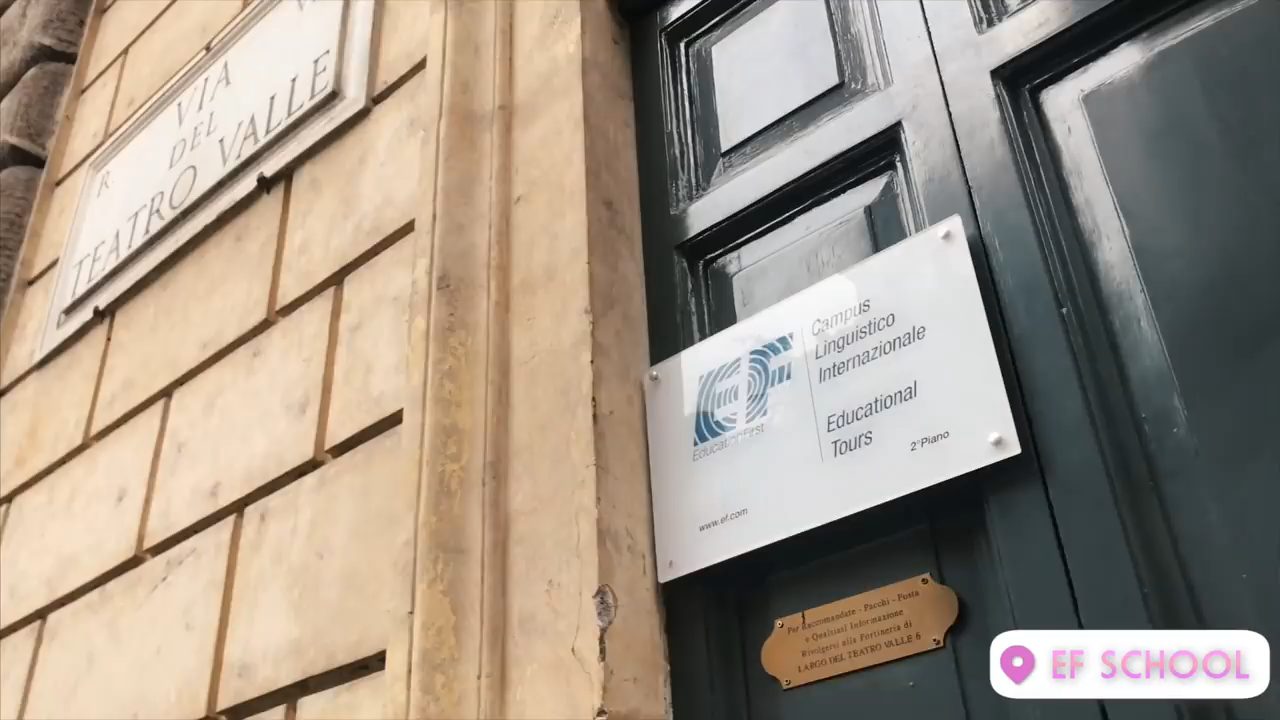 VIA
DEL
TEATRO VALLE
R.
EF
EducationFirst
Campus
Linguistico
Internazionale
Educational
Tours
2°Piano
www.ef.com
Per Raccomandate - Pacchi - Posta
o Qualsiasi Informazione
Rivolgersi alla Portineria di
LARGO DEL TEATRO VALLE 6
EF SCHOOL